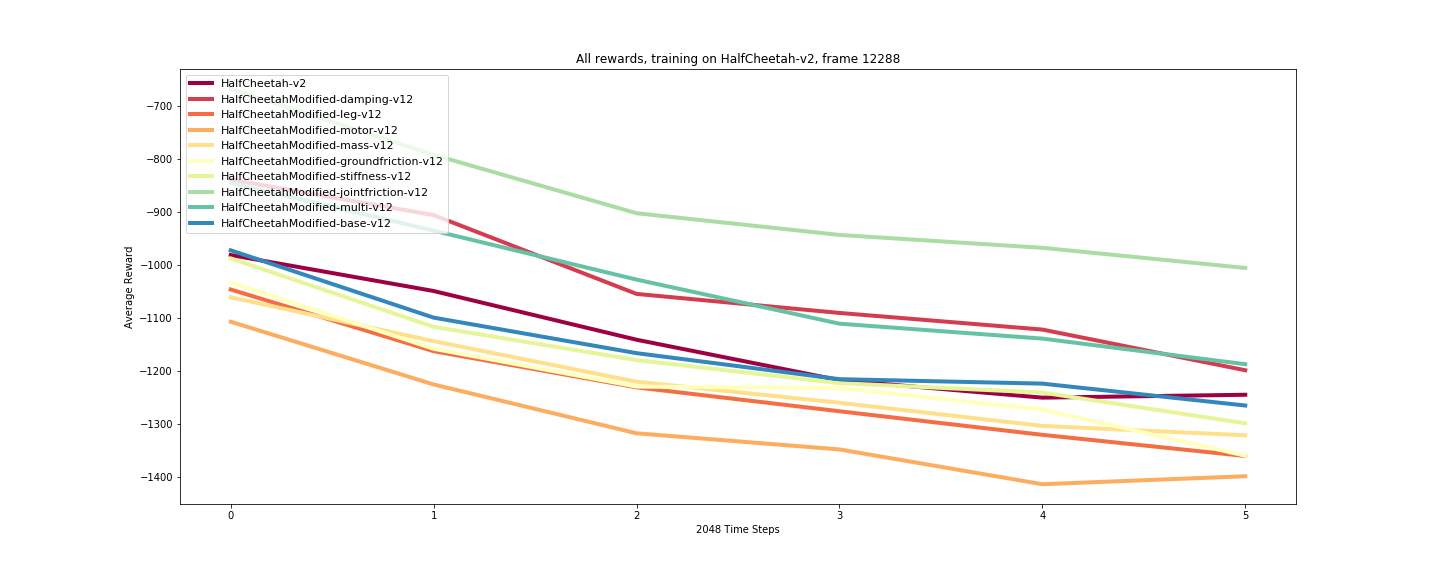 All rewards, training on HalfCheetah-v2, frame 12288
HalfCheetah-v2
HalfCheetahModified-damping-v12
HalfCheetahModified-leg-v12
HalfCheetahModified-motor-v12
HalfCheetahModified-mass-v12
HalfCheetahModified-groundfriction-v12
HalfCheetahModified-stiffness-v12
HalfCheetahModified-jointfriction-v12
HalfCheetahModified-multi-v12
HalfCheetahModified-base-v12
Average Reward
−700
−800
−900
−1000
−1100
−1200
−1300
−1400
0 1 2 3 4 5
2048 Time Steps